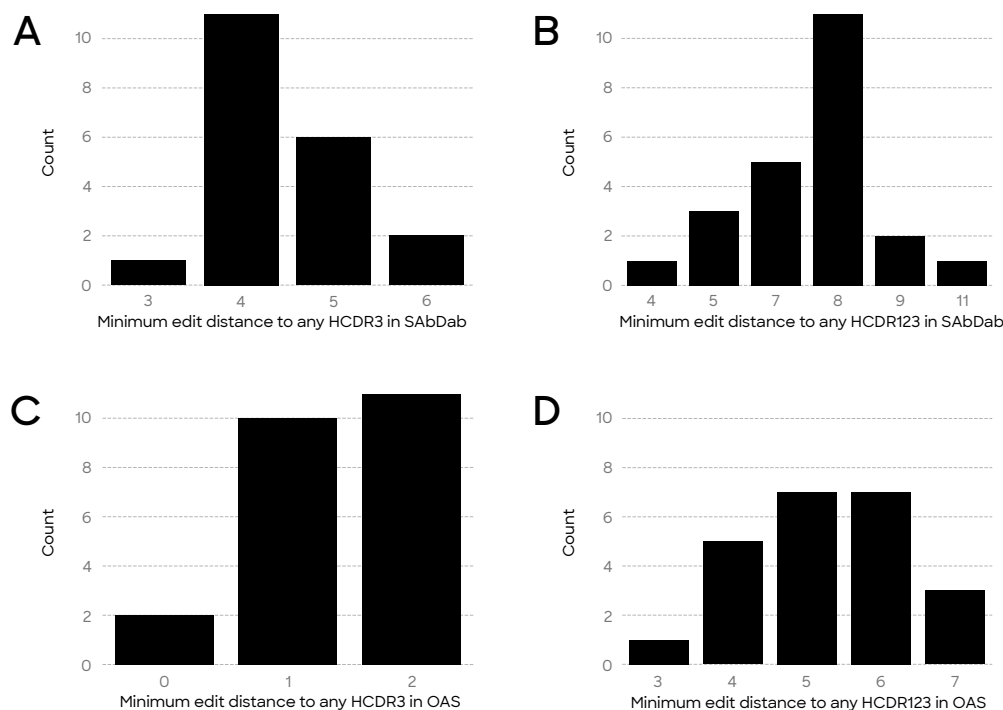 A
10
8
6
4
2
0
Count
3 4 5 6
Minimum edit distance to any HCDR3 in SAbDab
B
10
8
6
4
2
0
Count
4 5 7 8 9 11
Minimum edit distance to any HCDR123 in SAbDab
C
10
8
6
4
2
0
Count
0 1 2
Minimum edit distance to any HCDR3 in OAS
D
10
8
6
4
2
0
Count
3 4 5 6 7
Minimum edit distance to any HCDR123 in OAS